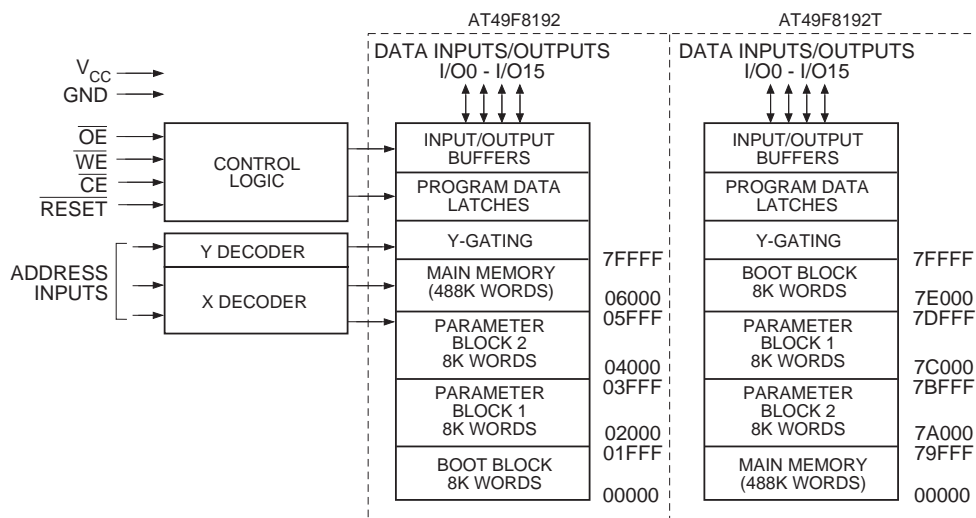 AT49F8192
AT49F8192T
VCC
GND
OE
WE
CE
RESET
ADDRESS
INPUTS
CONTROL
LOGIC
Y DECODER
X DECODER
DATA INPUTS/OUTPUTS
I/O0 - I/O15
INPUT/OUTPUT
BUFFERS
PROGRAM DATA
LATCHES
Y-GATING
MAIN MEMORY
(488K WORDS)
PARAMETER
BLOCK 2
8K WORDS
PARAMETER
BLOCK 1
8K WORDS
BOOT BLOCK
8K WORDS
7FFFF
06000
05FFF
04000
03FFF
02000
01FFF
00000
DATA INPUTS/OUTPUTS
I/O0 - I/O15
INPUT/OUTPUT
BUFFERS
PROGRAM DATA
LATCHES
Y-GATING
BOOT BLOCK
8K WORDS
PARAMETER
BLOCK 1
8K WORDS
PARAMETER
BLOCK 2
8K WORDS
MAIN MEMORY
(488K WORDS)
7FFFF
7E000
7DFFF
7C000
7BFFF
7A000
79FFF
00000